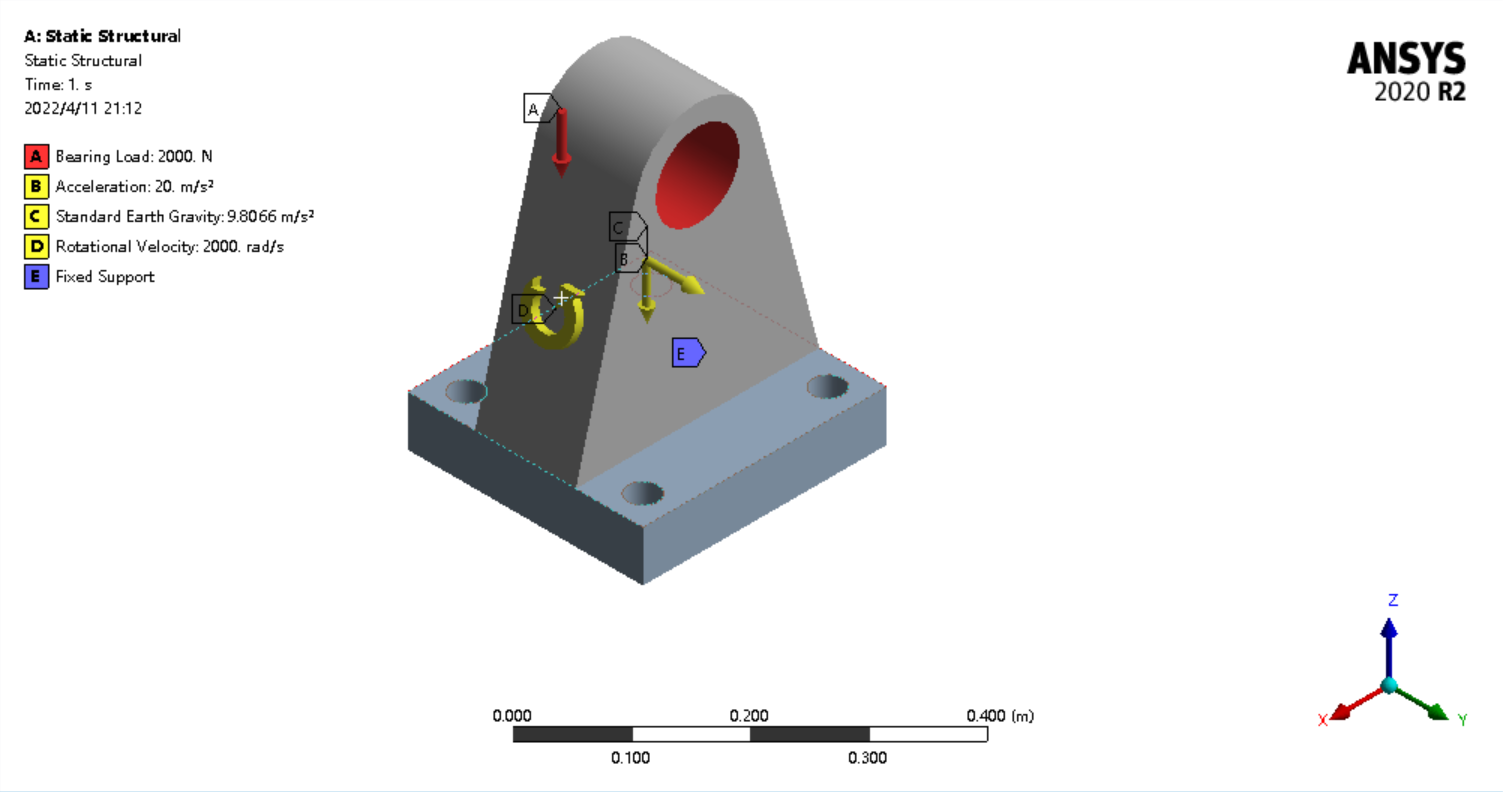 A: Static Structural
Static Structural
Time: 1. s
2022/4/11 21:12
A Bearing Load: 2000. N
B Acceleration: 20. m/s²
C Standard Earth Gravity: 9.8066 m/s²
D Rotational Velocity: 2000. rad/s
E Fixed Support
ANSYS
2020 R2
A
C
B
D
E
Z
X
Y
0.000 0.200 0.400 (m)
0.100 0.300